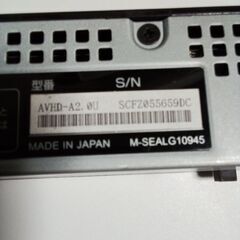 型番 S/N
AVHD-A2.0U SCFZ055659DC
MADE IN JAPAN M-SEALG10945